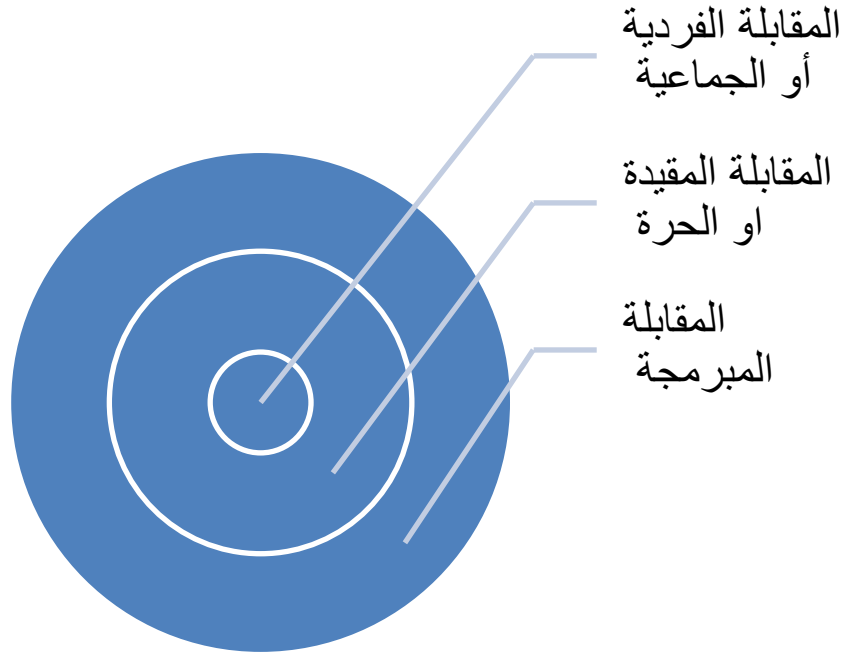 المقابلة الفردية
أو الجماعية
المقابلة المقيدة
او الحرة
المقابلة
المبرمجة